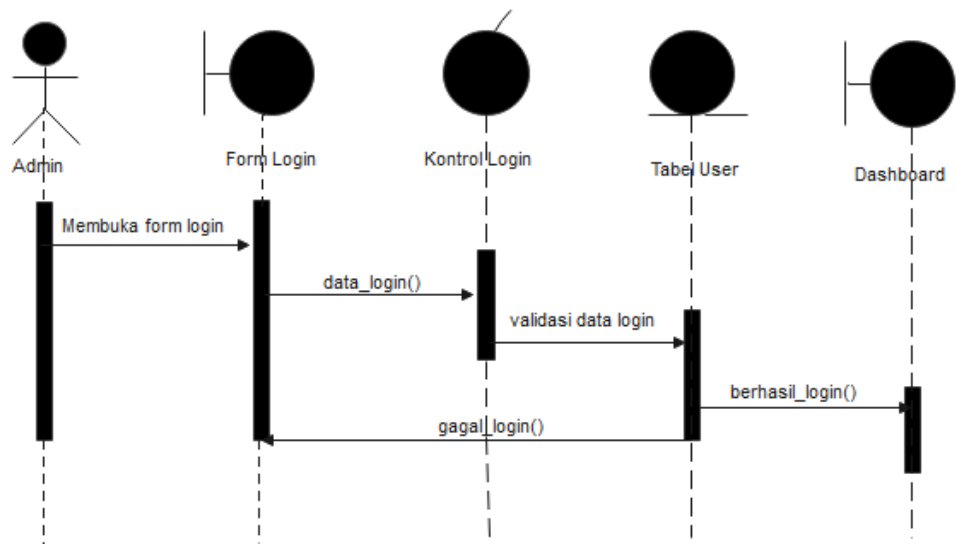 Admin
Form Login
Kontrol Login
Tabel User
Dashboard
Membuka form login
data_login()
validasi data login
berhasil_login()
gagal_login()